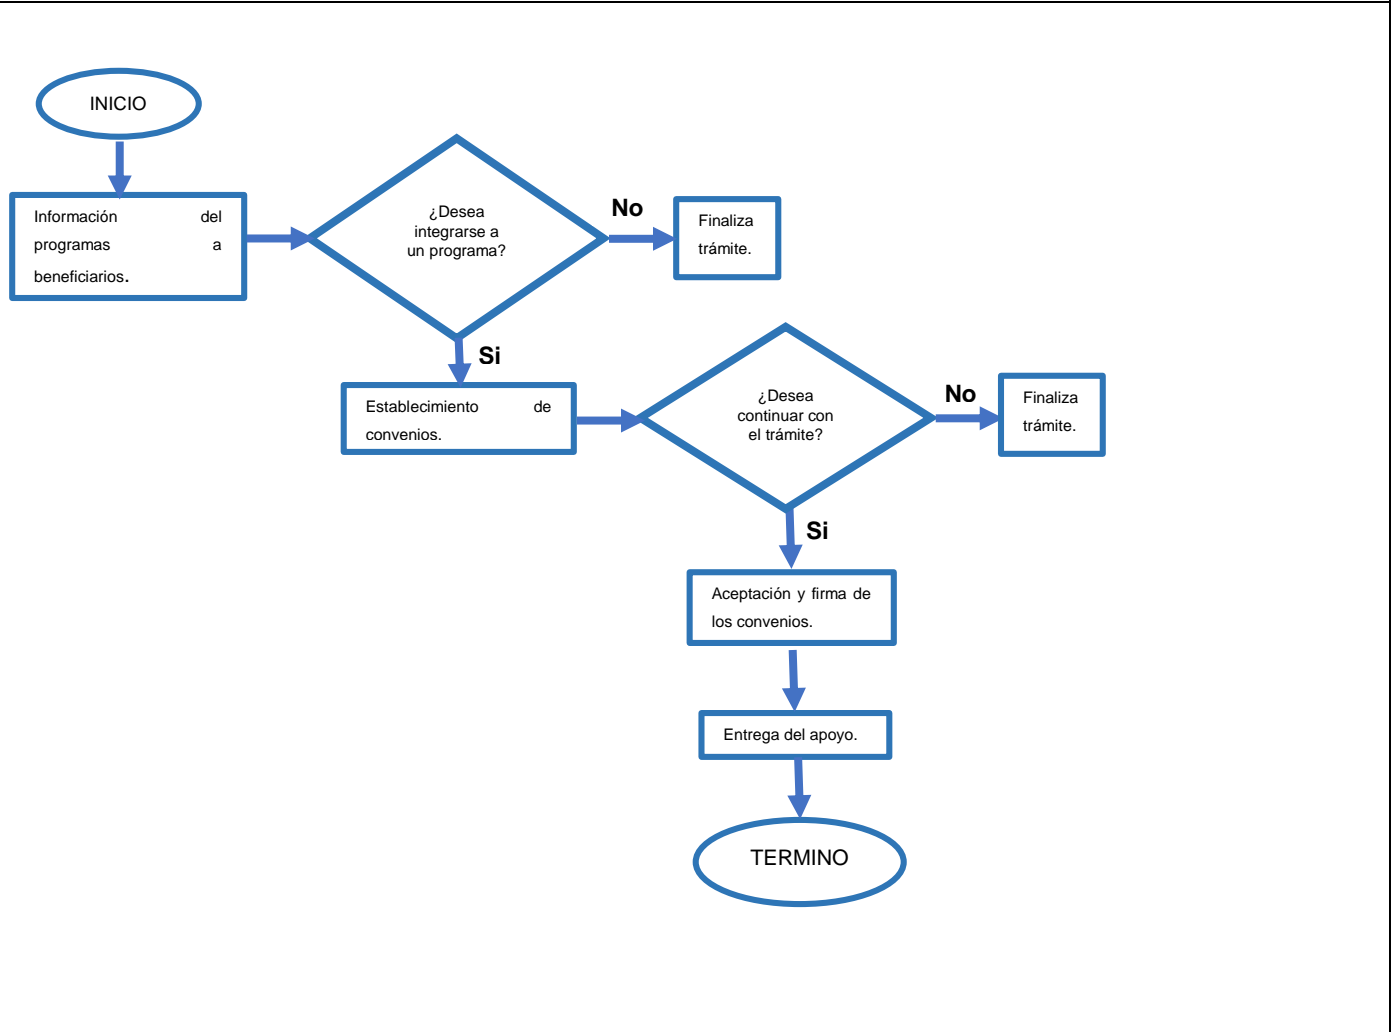 INICIO
Información del
programas a
beneficiarios.
¿Desea
integrarse a
un programa?
No
Finaliza
trámite.
Si
Establecimiento de
convenios.
¿Desea
continuar con
el trámite?
No
Finaliza
trámite.
Si
Aceptación y firma de
los convenios.
Entrega del apoyo.
TERMINO